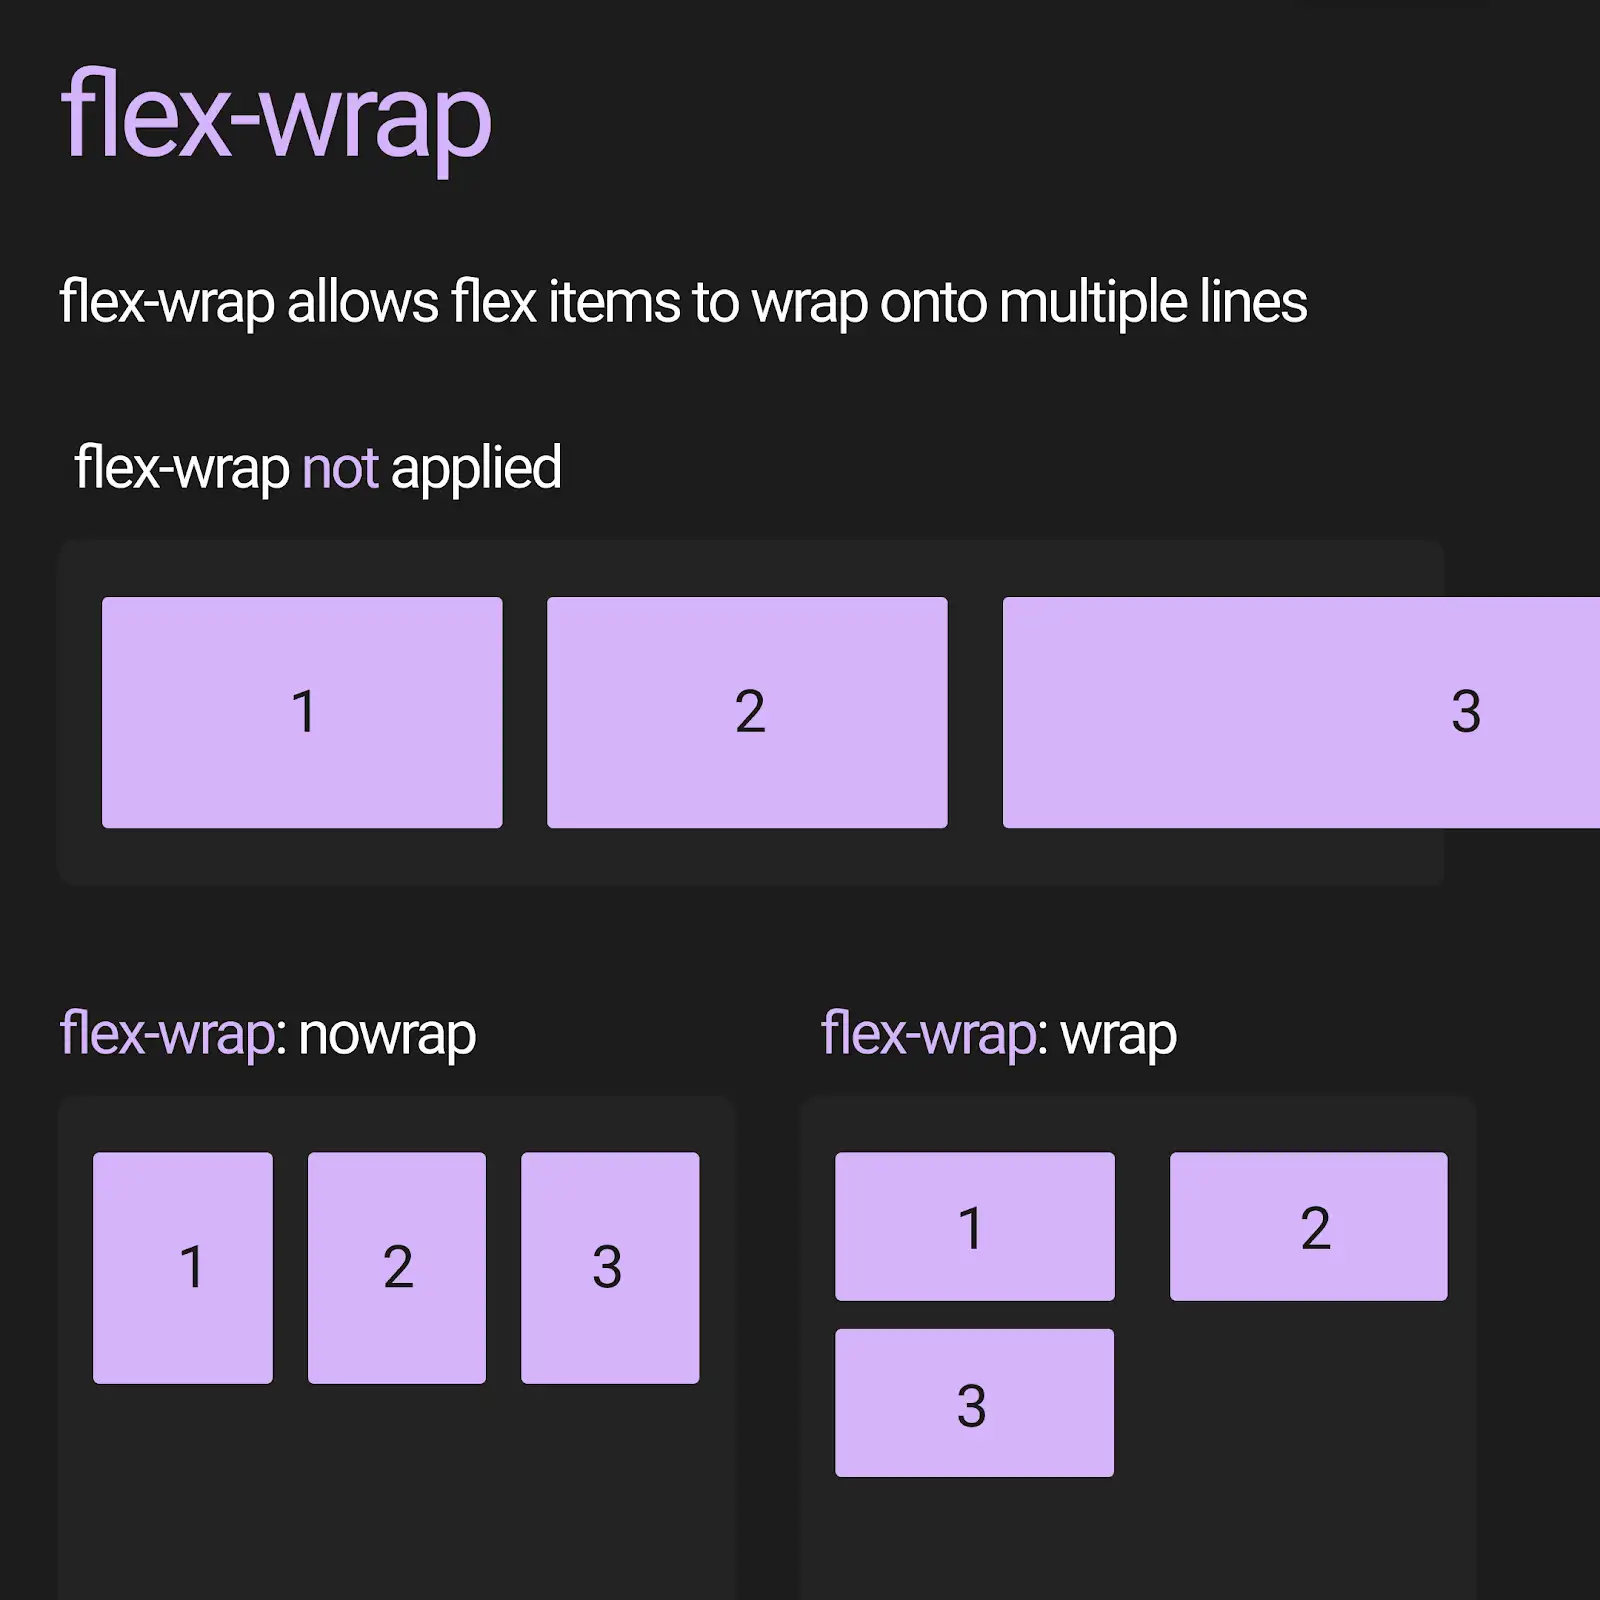 flex-wrap
flex-wrap allows flex items to wrap onto multiple lines
flex-wrap not applied
1 2 3
flex-wrap: nowrap
1 2 3
flex-wrap: wrap
1 2
3